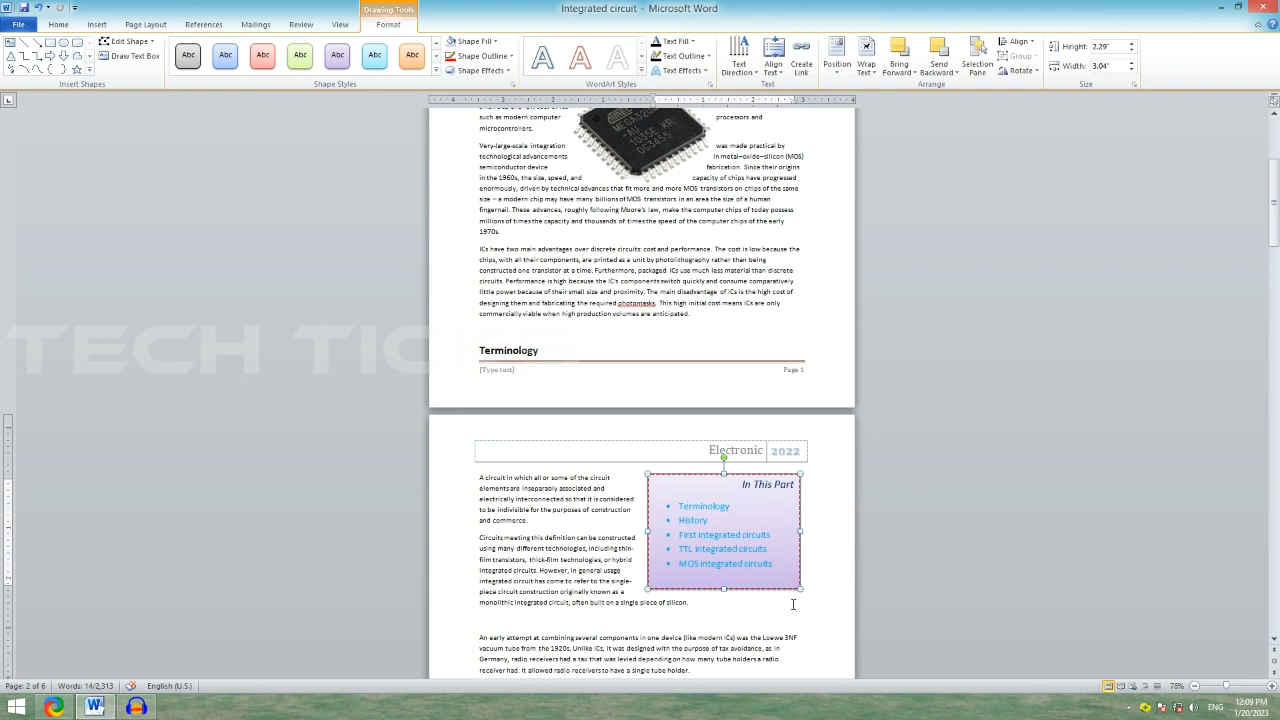 Drawing Tools
Integrated circuit - Microsoft Word
File
Home
Insert
Page Layout
References
Mailings
Review
View
Format
Edit Shape
Draw Text Box
Insert Shapes
Abc
Abc
Abc
Abc
Abc
Abc
Abc
Shape Fill
Shape Outline
Shape Effects
Shape Styles
A
A
A
WordArt Styles
Text Fill
Text Outline
Text Effects
Text Direction
Align Text
Create Link
Text
Position
Wrap Text
Bring Forward
Send Backward
Selection Pane
Align
Group
Rotate
Arrange
Height: 2.29"
Width: 3.04"
Size
such as modern computer processors and
microcontrollers.
Very-large-scale integration was made practical by
technological advancements in metal–oxide–silicon (MOS)
semiconductor device fabrication. Since their origins
in the 1960s, the size, speed, and capacity of chips have progressed
enormously, driven by technical advances that fit more and more MOS transistors on chips of the same
size – a modern chip may have many billions of MOS transistors in an area the size of a human
fingernail. These advances, roughly following Moore's law, make the computer chips of today possess
millions of times the capacity and thousands of times the speed of the computer chips of the early
1970s.
ICs have two main advantages over discrete circuits: cost and performance. The cost is low because the
chips, with all their components, are printed as a unit by photolithography rather than being
constructed one transistor at a time. Furthermore, packaged ICs use much less material than discrete
circuits. Performance is high because the IC's components switch quickly and consume comparatively
little power because of their small size and proximity. The main disadvantage of ICs is the high cost of
designing them and fabricating the required photomasks. This high initial cost means ICs are only
commercially viable when high production volumes are anticipated.
TECH TIC
Terminology
[Type text]
Page 1
Electronic 2022
A circuit in which all or some of the circuit
elements are inseparably associated and
electrically interconnected so that it is considered
to be indivisible for the purposes of construction
and commerce.
Circuits meeting this definition can be constructed
using many different technologies, including thin-
film transistors, thick-film technologies, or hybrid
integrated circuits. However, in general usage
integrated circuit has come to refer to the single-
piece circuit construction originally known as a
monolithic integrated circuit, often built on a single piece of silicon.
In This Part
• Terminology
• History
• First integrated circuits
• TTL integrated circuits
• MOS integrated circuits
An early attempt at combining several components in one device (like modern ICs) was the Loewe 3NF
vacuum tube from the 1920s. Unlike ICs, it was designed with the purpose of tax avoidance, as in
Germany, radio receivers had a tax that was levied depending on how many tube holders a radio
receiver had. It allowed radio receivers to have a single tube holder.
Page: 2 of 6
Words: 14/2,313
English (U.S.)
78%
ENG
12:09 PM
1/20/2023